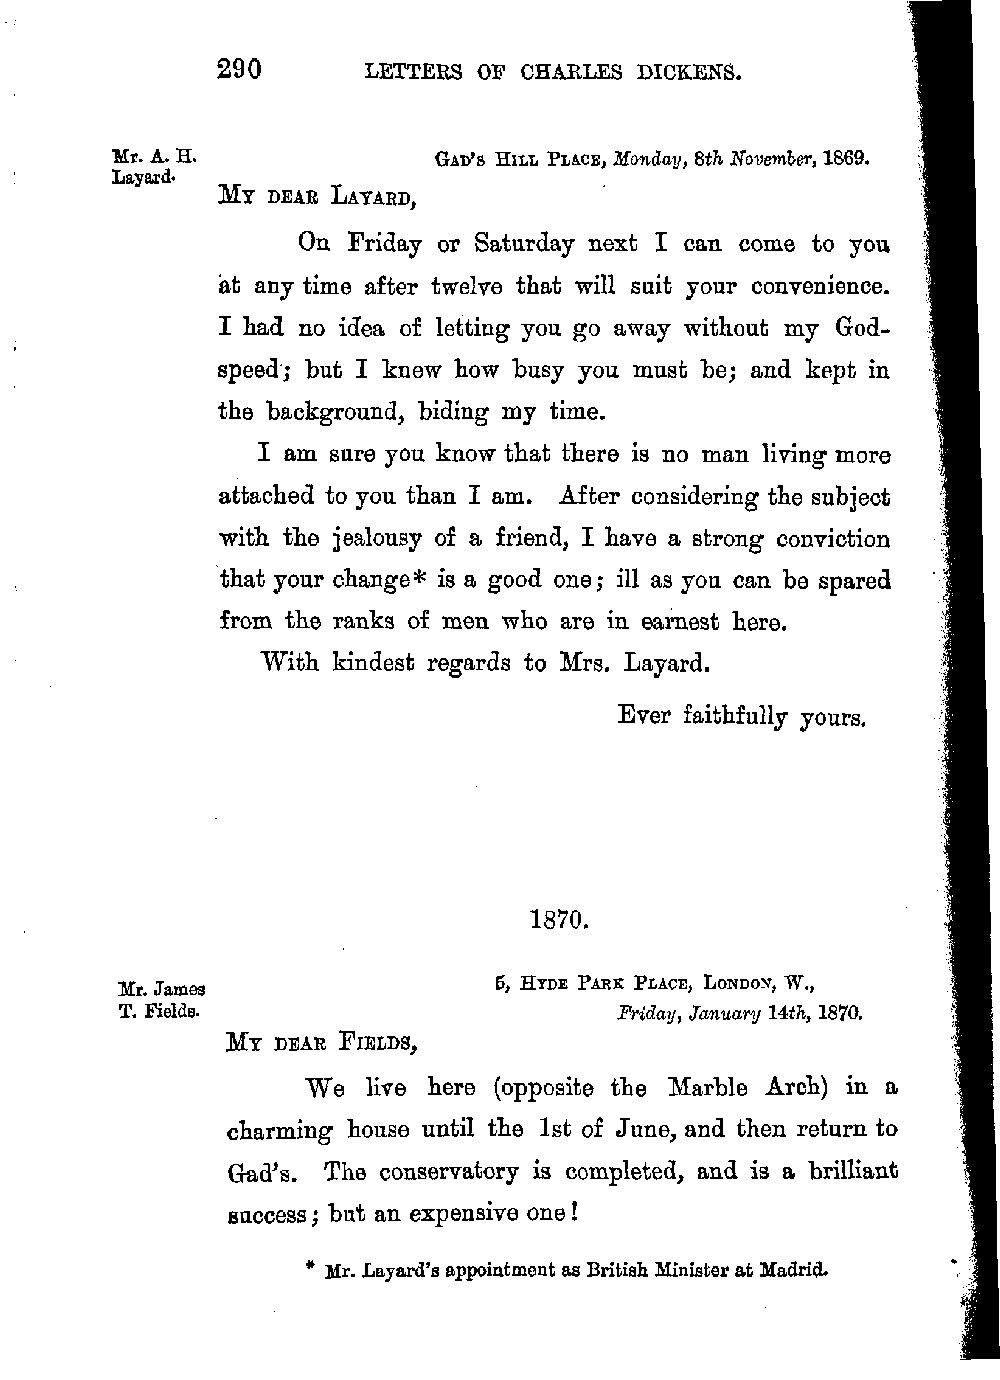 290 LETTERS OF CHARLES DICKENS.
Mr. A. H.
Layard.
GAD'S HILL PLACE, Monday, 8th November, 1869.
MY DEAR LAYARD,
On Friday or Saturday next I can come to you
at any time after twelve that will suit your convenience.
I had no idea of letting you go away without my God-
speed; but I knew how busy you must be; and kept in
the background, biding my time.
I am sure you know that there is no man living more
attached to you than I am. After considering the subject
with the jealousy of a friend, I have a strong conviction
that your change* is a good one; ill as you can be spared
from the ranks of men who are in earnest here.
With kindest regards to Mrs. Layard.
Ever faithfully yours.
1870.
Mr. James
T. Fields.
5, HYDE PARK PLACE, LONDON, W.,
Friday, January 14th, 1870.
MY DEAR FIELDS,
We live here (opposite the Marble Arch) in a
charming house until the 1st of June, and then return to
Gad's. The conservatory is completed, and is a brilliant
success; but an expensive one!
* Mr. Layard's appointment as British Minister at Madrid.